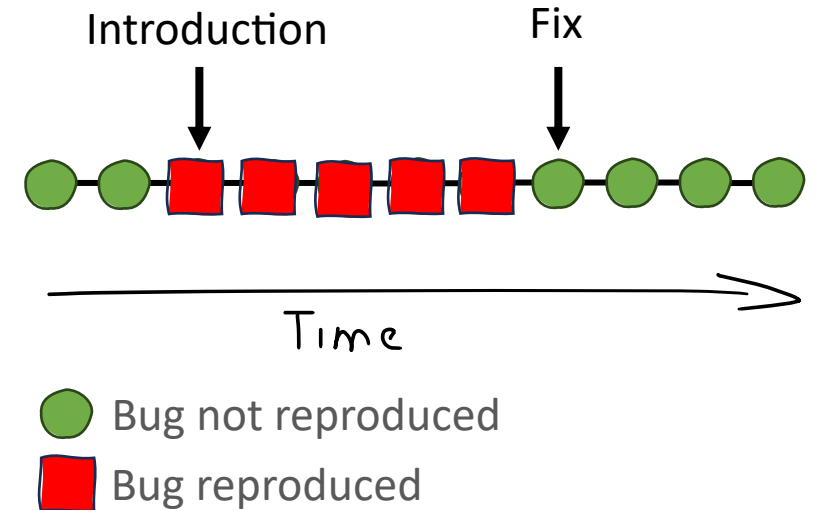 Introduction
Fix
Time
Bug not reproduced
Bug reproduced